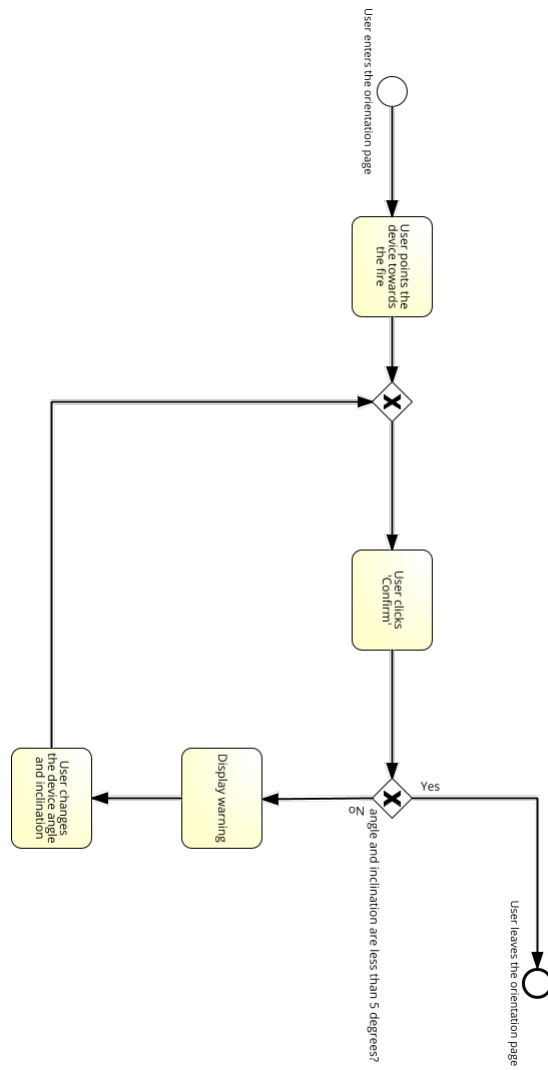 User enters the orientation page
User points the
device towards
the fire
X
User clicks
'Confirm'
X
Yes
User leaves the orientation page
No
angle and inclination are less than 5 degrees?
Display warning
User changes
the device angle
and inclination